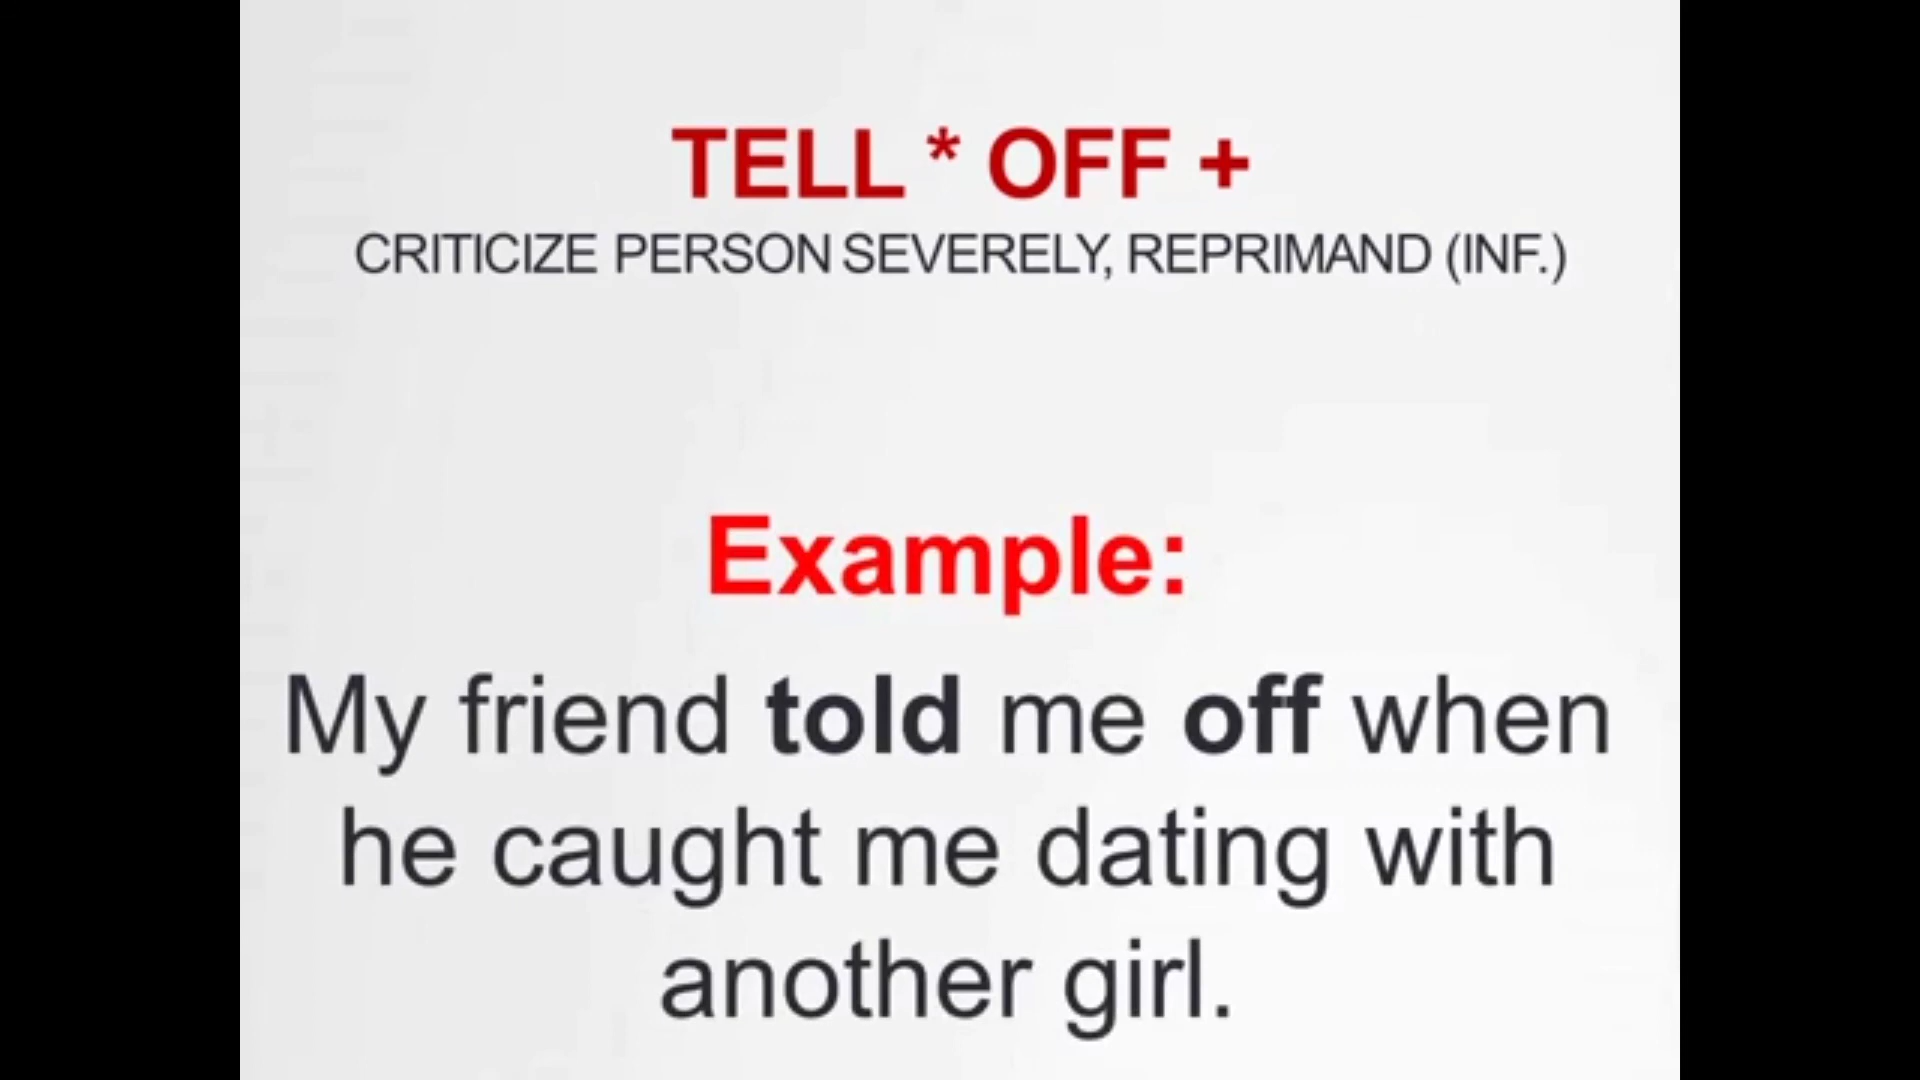 TELL * OFF +
CRITICIZE PERSON SEVERELY, REPRIMAND (INF.)
Example:
My friend told me off when
he caught me dating with
another girl.